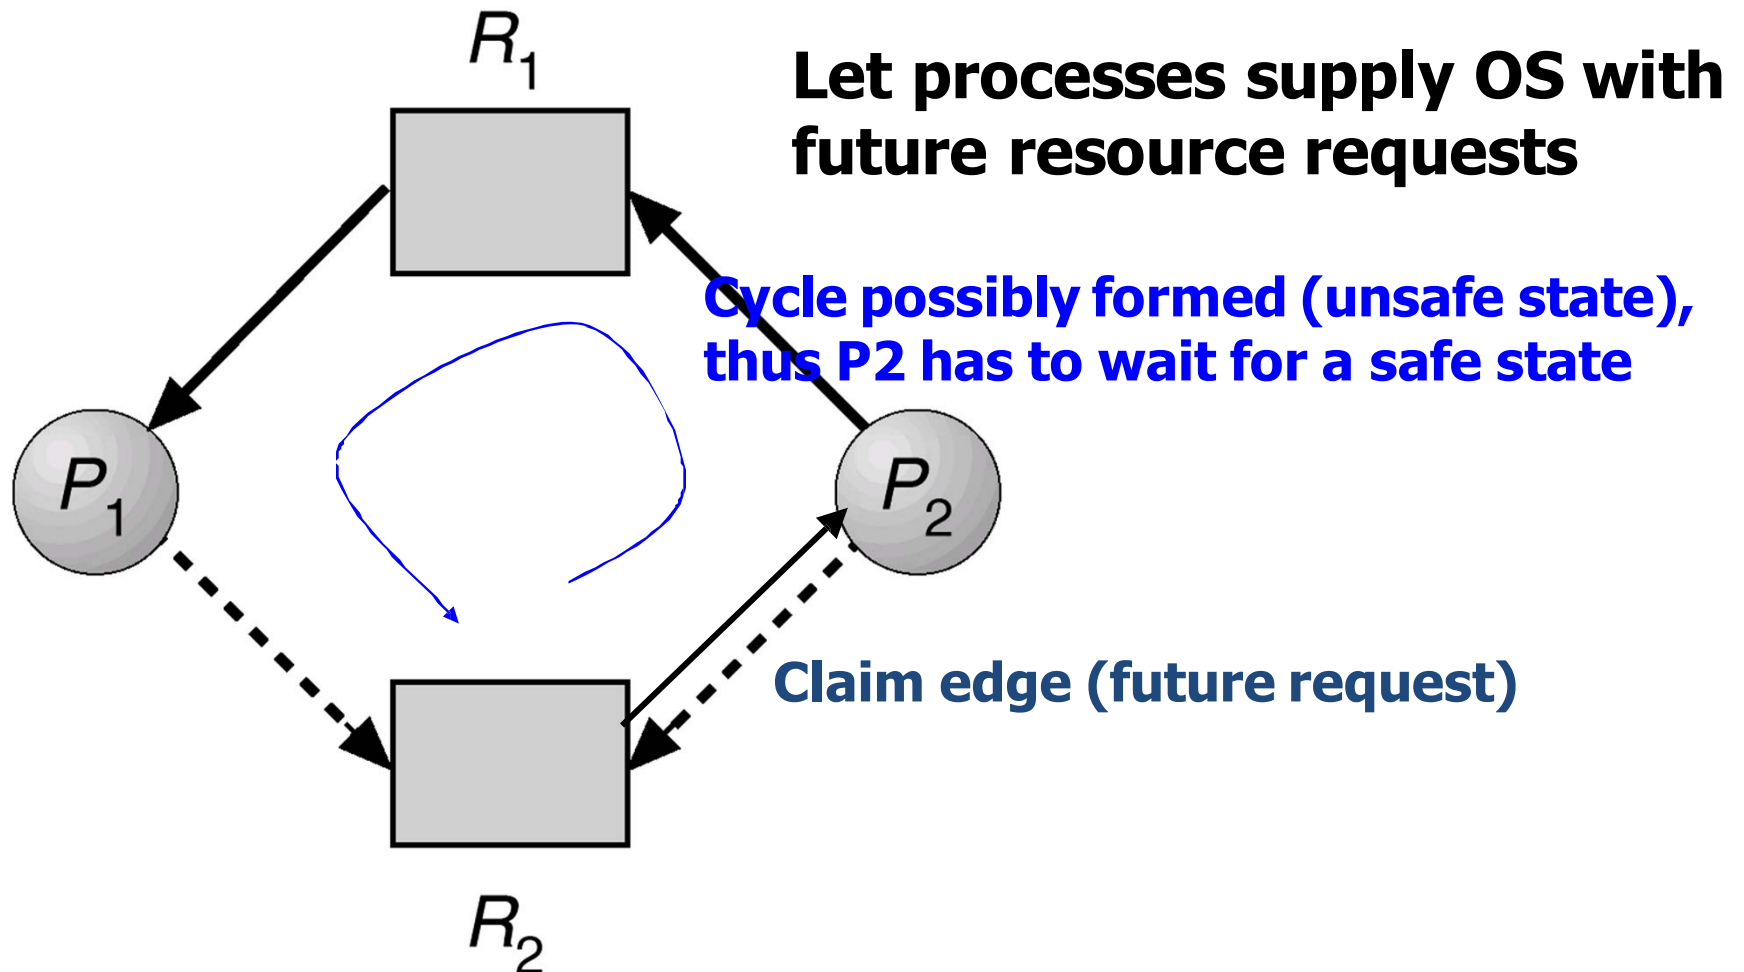 R1
Let processes supply OS with
future resource requests
Cycle possibly formed (unsafe state),
thus P2 has to wait for a safe state
P1
P2
Claim edge (future request)
R2